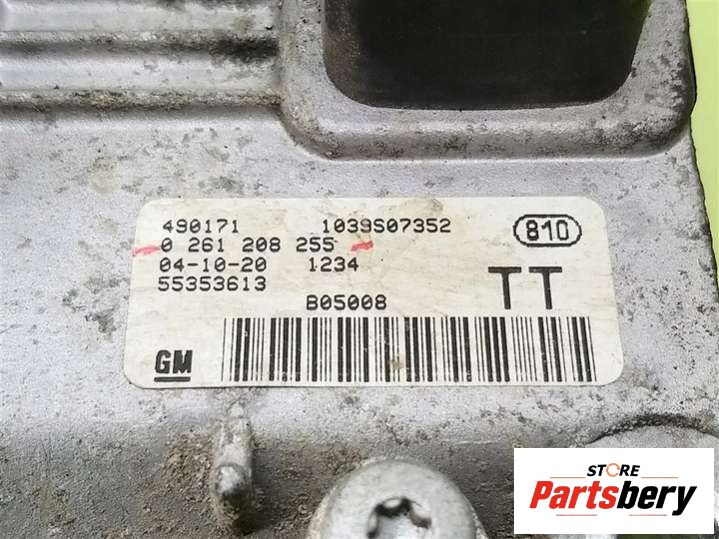 490171 1039S07352 810
0 261 208 255
04-10-20 1234 TT
55353613
B05008
GM
STORE
Partsbery